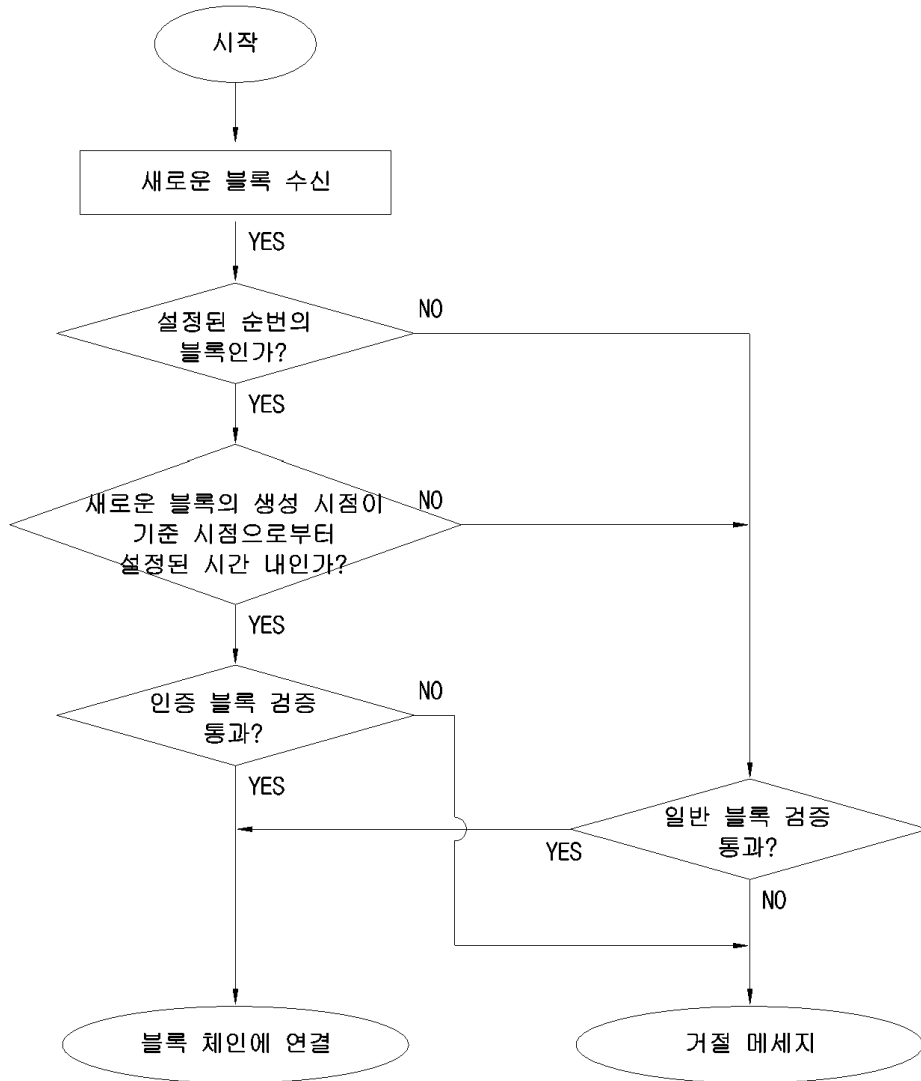 시작
새로운 블록 수신
YES
설정된 순번의
블록인가?
NO
YES
새로운 블록의 생성 시점이
기준 시점으로부터
설정된 시간 내인가?
NO
YES
인증 블록 검증
통과?
NO
YES
일반 블록 검증
통과?
YES
NO
블록 체인에 연결
거절 메세지